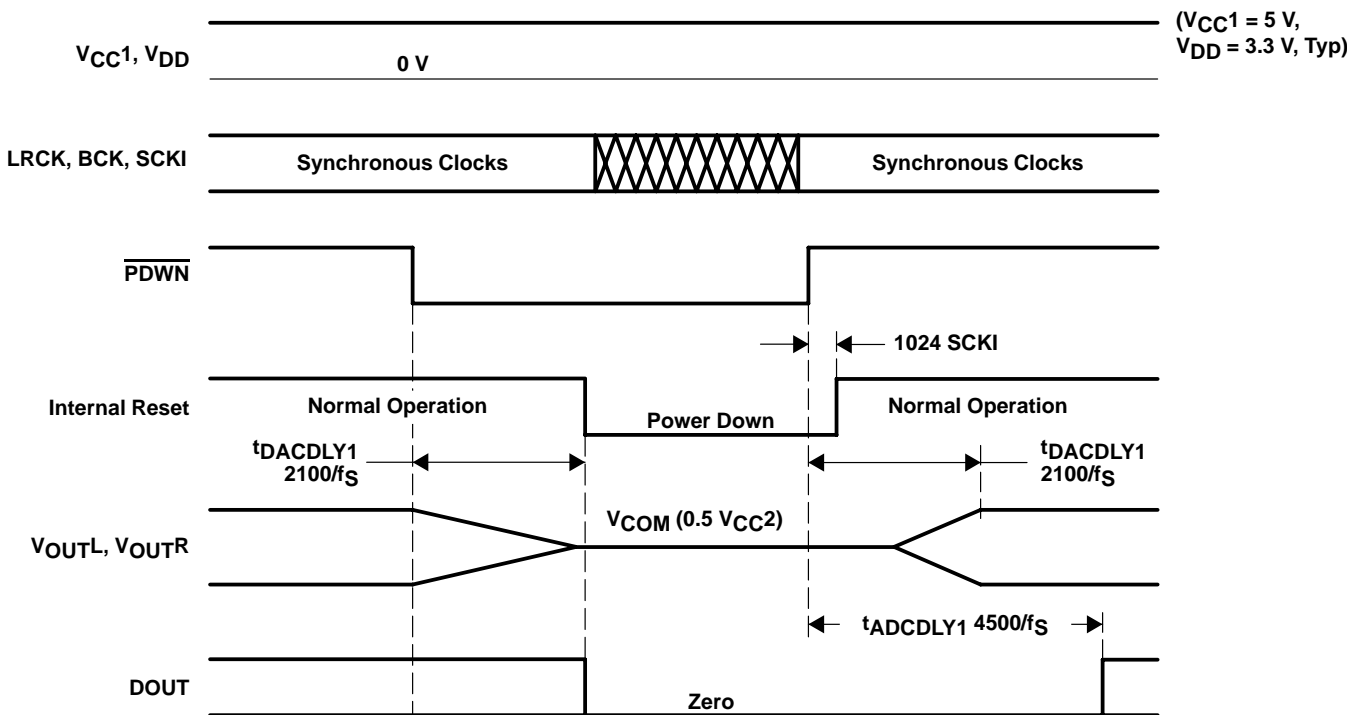 (VCC1 = 5 V,
VDD = 3.3 V, Typ)
VCC1, VDD
0 V
LRCK, BCK, SCKI
Synchronous Clocks
Synchronous Clocks
PDWN
1024 SCKI
Internal Reset
Normal Operation
Power Down
Normal Operation
tDACDLY1
2100/fS
tDACDLY1
2100/fS
VCOM (0.5 VCC2)
VOUTL, VOUTR
tADCDLY1 4500/fS
DOUT
Zero